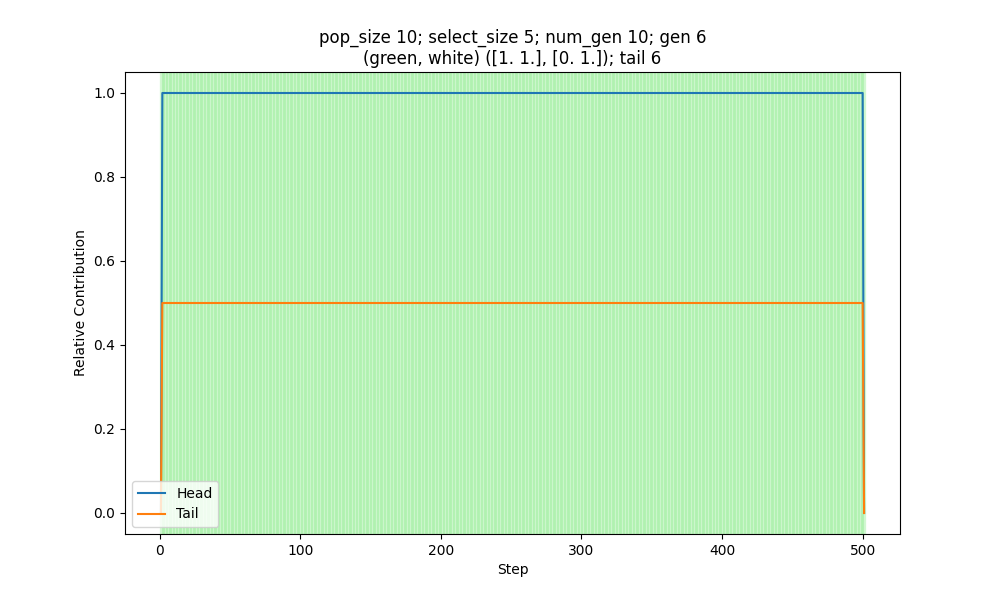 pop_size 10; select_size 5; num_gen 10; gen 6
(green, white) ([1. 1.], [0. 1.]); tail 6
Relative Contribution
1.0
0.8
0.6
0.4
0.2
0.0
Head
Tail
0
100
200
300
400
500
Step